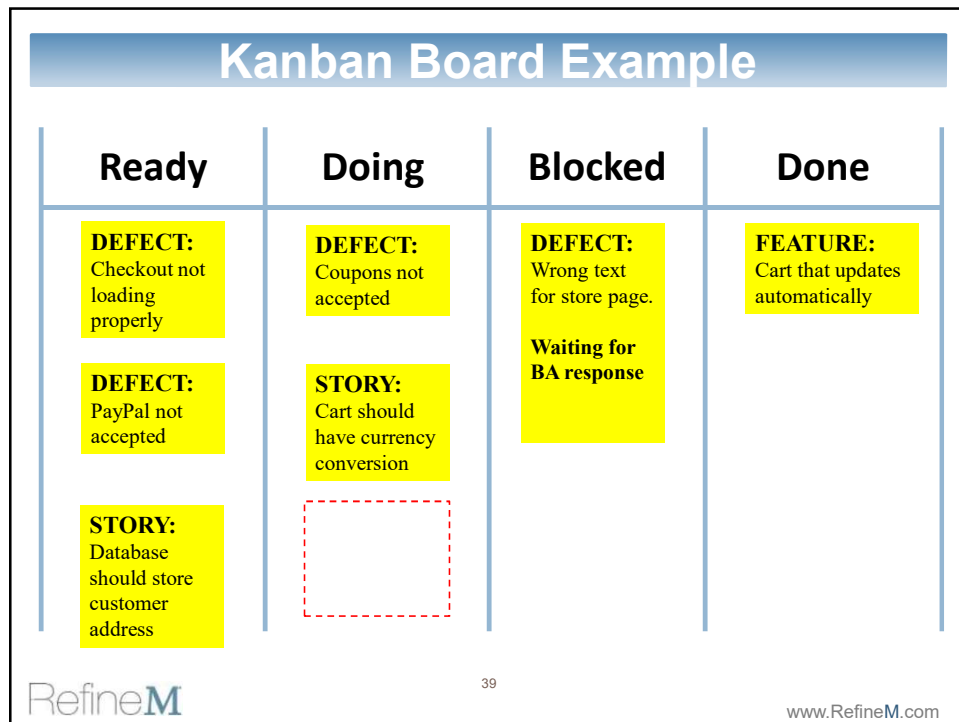 Kanban Board Example
Ready
Doing
Blocked
Done
DEFECT:
Checkout not
loading
properly
DEFECT:
PayPal not
accepted
STORY:
Database
should store
customer
address
DEFECT:
Coupons not
accepted
STORY:
Cart should
have currency
conversion
DEFECT:
Wrong text
for store page.
Waiting for
BA response
FEATURE:
Cart that updates
automatically
RefineM
39
www.RefineM.com